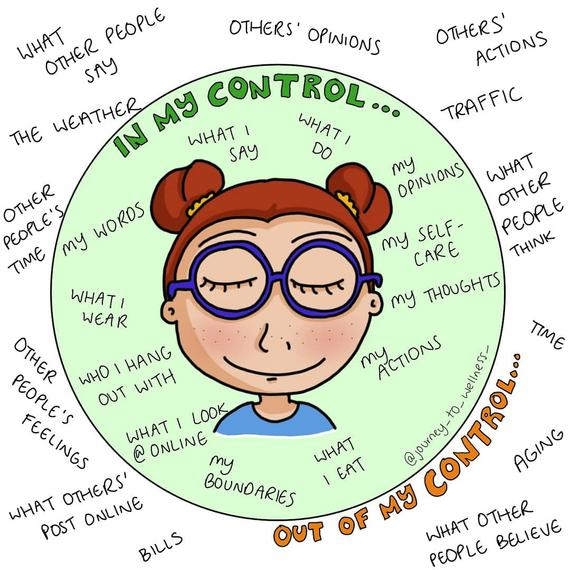 WHAT
OTHER PEOPLE
SAY
OTHERS' OPINIONS
OTHERS'
ACTIONS
THE WEATHER
TRAFFIC
OTHER
PEOPLE'S
TIME
WHAT
OTHER
PEOPLE
THINK
IN MY CONTROL...
WHAT I
SAY
WHAT I
DO
MY WORDS
MY
OPINIONS
MY SELF-
CARE
WHAT I
WEAR
MY THOUGHTS
WHO I HANG
OUT WITH
MY
ACTIONS
WHAT I LOOK
@ ONLINE
MY
BOUNDARIES
WHAT
I EAT
@journey_to_wellness_
OUT OF MY CONTROL...
OTHER
PEOPLE'S
FEELINGS
TIME
AGING
WHAT OTHERS'
POST ONLINE
BILLS
WHAT OTHER
PEOPLE BELIEVE